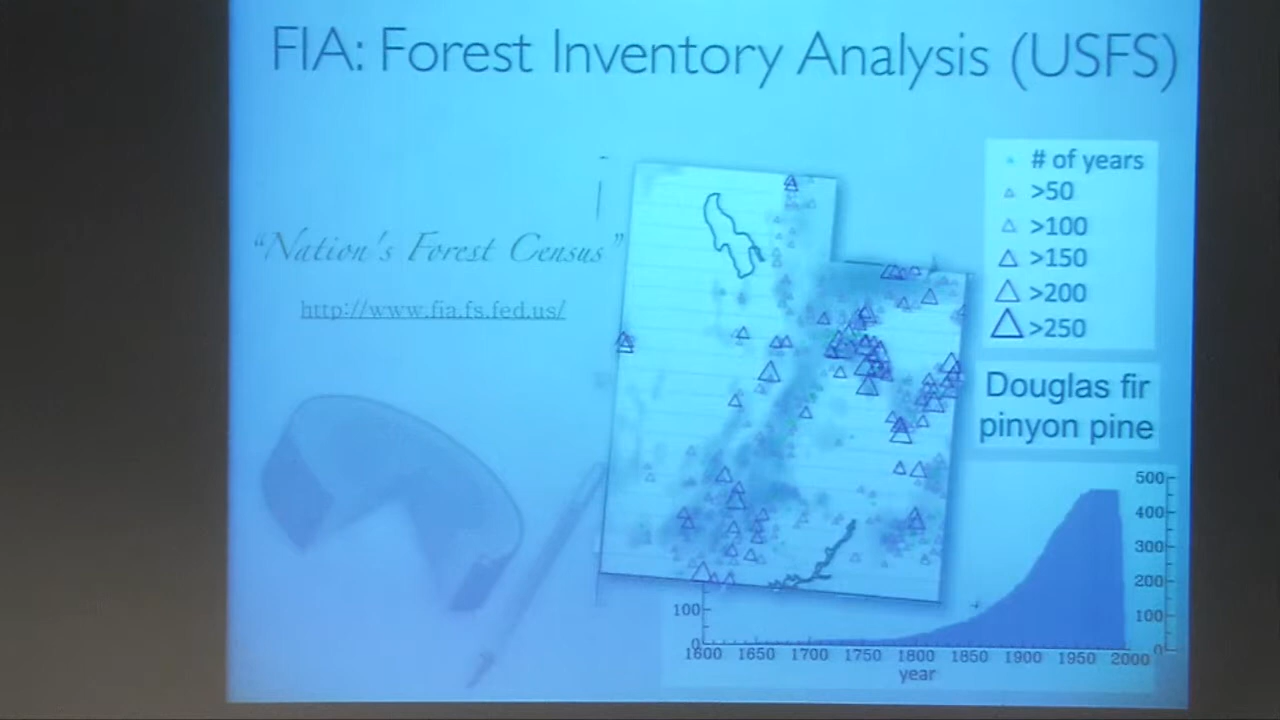 FIA: Forest Inventory Analysis (USFS)
"Nation's Forest Census"
http://www.fia.fs.fed.us/
# of years
>50
>100
>150
>200
>250
Douglas fir
pinyon pine
500
400
300
200
100
0
100
0
1600 1650 1700 1750 1800 1850 1900 1950 2000
year